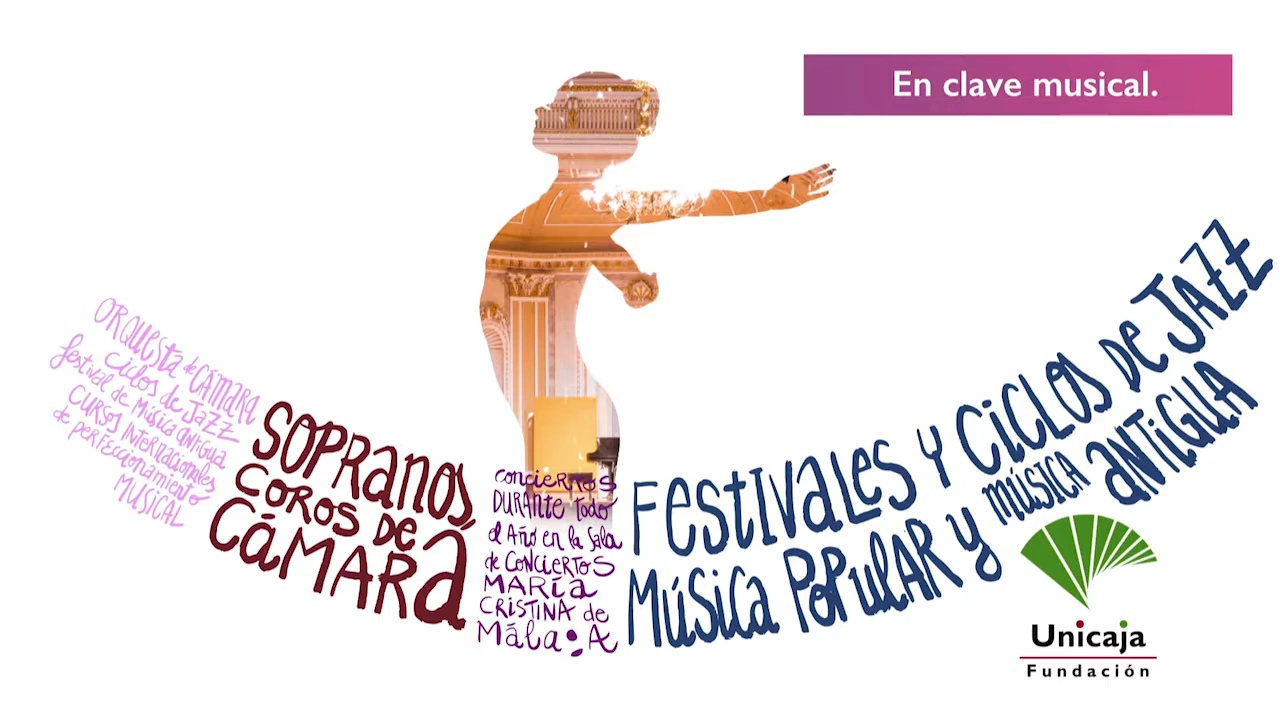 En clave musical.
ORQUESTA de CÁMARA
Ciclos de JAZZ
festival de Música ANTIGUA
CURSOS INTERNACIONALES
de PERFECCIONAMIENTO
MUSICAL
SOPRANOS,
COROS DE
CÁMARA
CONCIERTOS
DURANTE TODO
el AÑO en la Sala
de CONCIERTOS
MARÍA
CRISTINA de
FESTIVALES Y CICLOS DE JAZZ
MÚSICA POPULAR Y MÚSICA ANTIGUA
Unicaja
Fundación